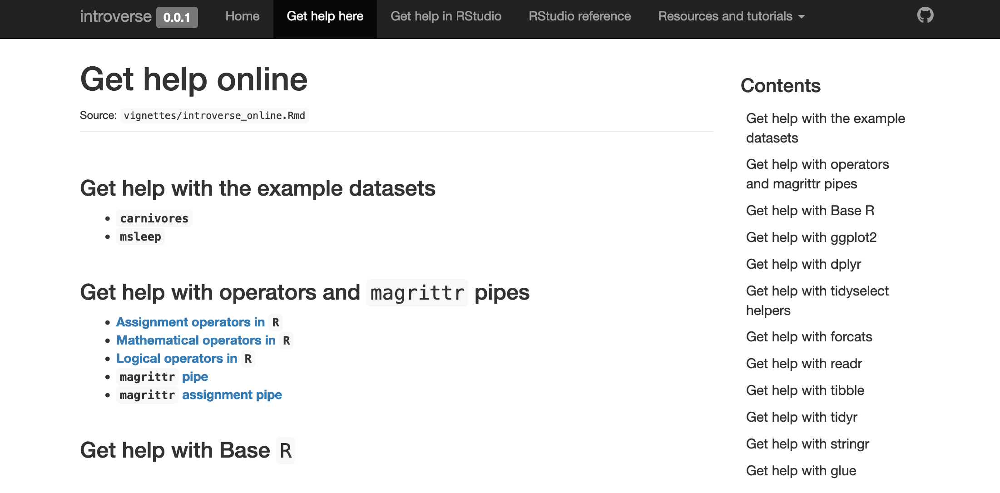 introverse 0.0.1 Home Get help here Get help in RStudio RStudio reference Resources and tutorials
Get help online
Source: vignettes/introverse_online.Rmd
Get help with the example datasets
carnivores
msleep
Get help with operators and magrittr pipes
Assignment operators in R
Mathematical operators in R
Logical operators in R
magrittr pipe
magrittr assignment pipe
Get help with Base R
Contents
Get help with the example
datasets
Get help with operators
and magrittr pipes
Get help with Base R
Get help with ggplot2
Get help with dplyr
Get help with tidyselect
helpers
Get help with forcats
Get help with readr
Get help with tibble
Get help with tidyr
Get help with stringr
Get help with glue